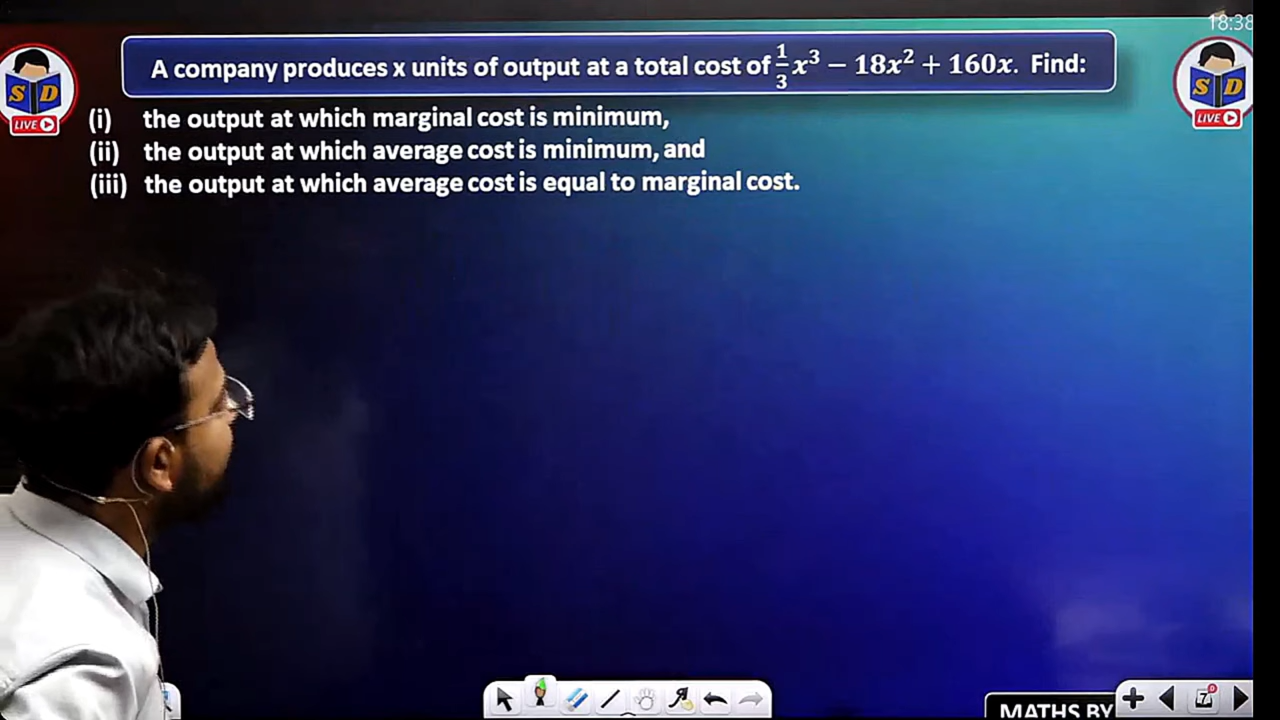 18:38
A company produces x units of output at a total cost of 1/3 x³ − 18x² + 160x. Find:
(i) the output at which marginal cost is minimum,
(ii) the output at which average cost is minimum, and
(iii) the output at which average cost is equal to marginal cost.
S D
LIVE
S D
LIVE
MATHS BY